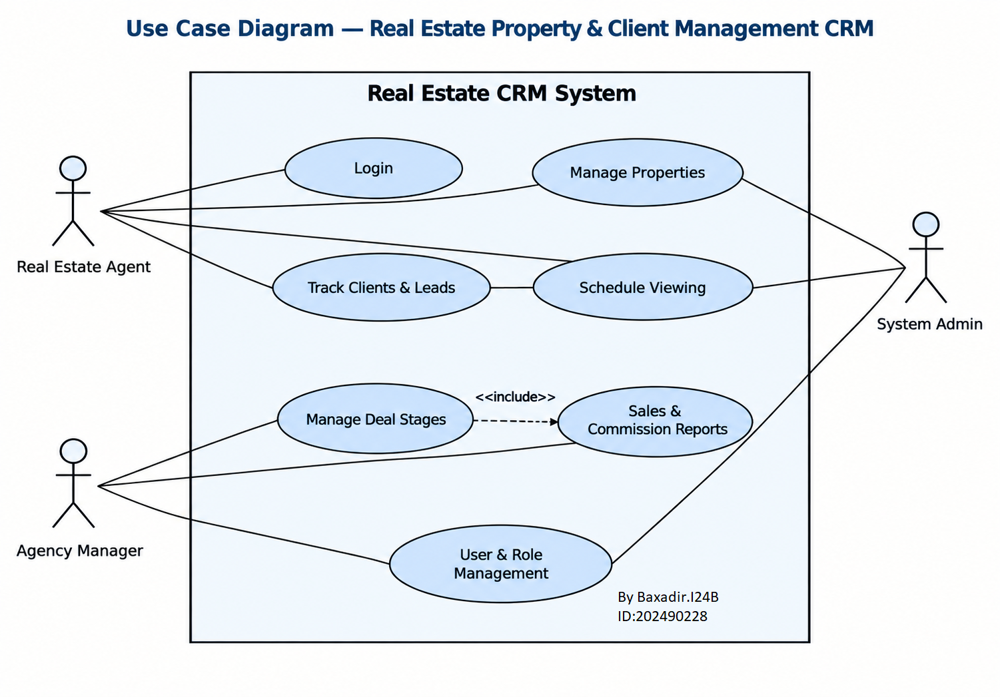 Use Case Diagram — Real Estate Property & Client Management CRM
Real Estate CRM System
Login
Manage Properties
Real Estate Agent
Track Clients & Leads
Schedule Viewing
System Admin
<<include>>
Manage Deal Stages
Sales &
Commission Reports
Agency Manager
User & Role
Management
By Baxadir.I24B
ID:202490228